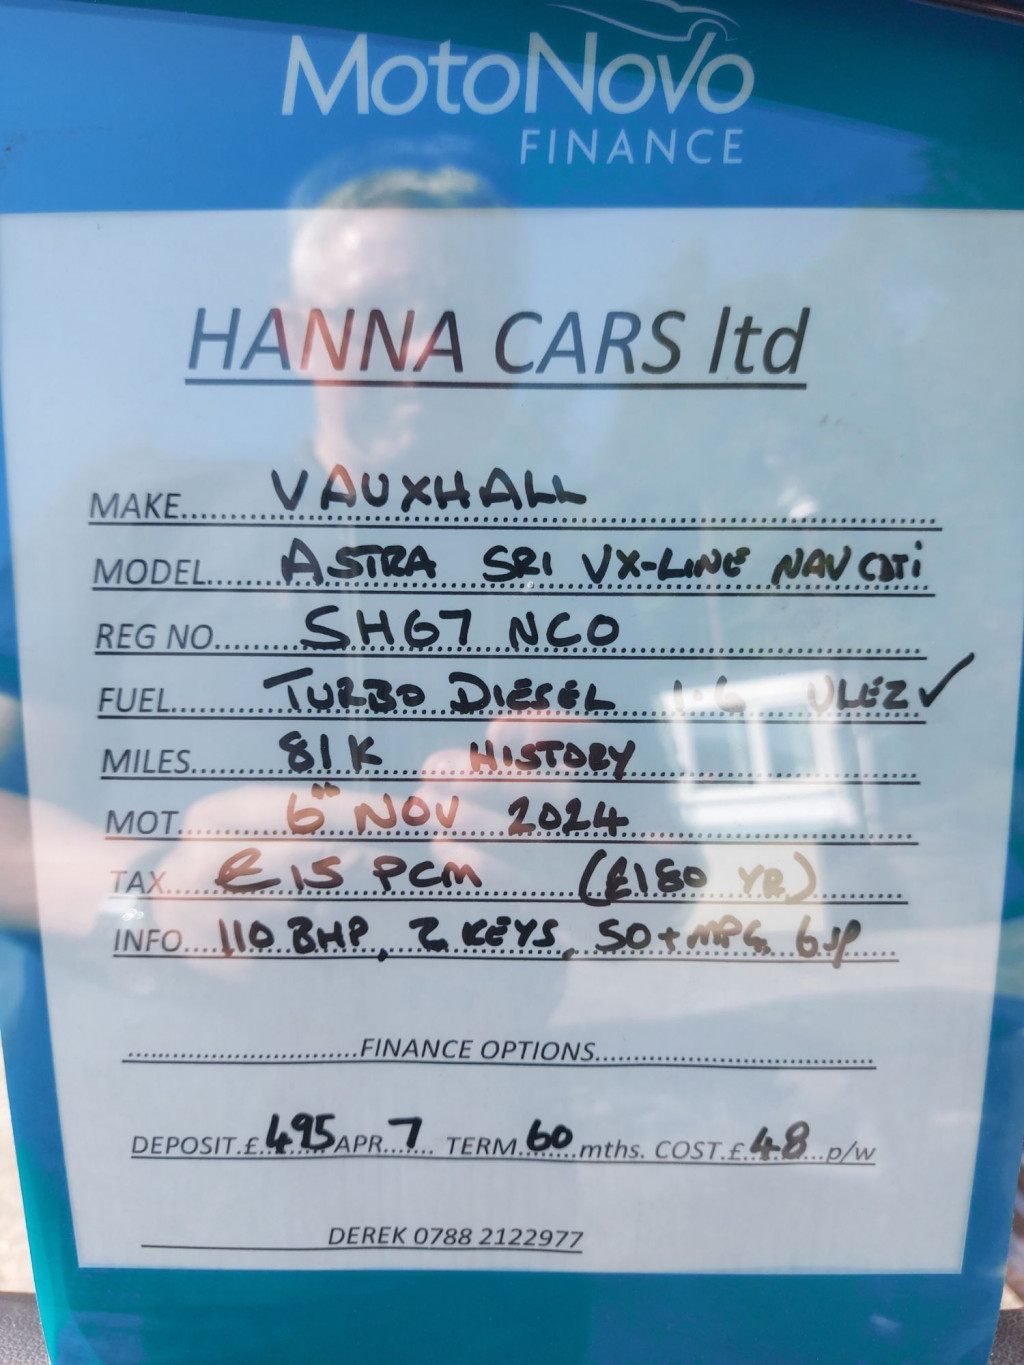 MotoNovo
FINANCE
HANNA CARS ltd
MAKE.......VAUXHALL
MODEL.......ASTRA SRI VX-LINE NAV CDTi
REG NO.......SH67 NCO
FUEL.......TURBO DIESEL 1.6 ULEZ ✓
MILES.......81K HISTORY
MOT.......6TH NOV 2024
TAX.......£15 PCM (£180 YR)
INFO....110 BHP, 2 KEYS, 50+MPG, 6SP
FINANCE OPTIONS
DEPOSIT.£.495 APR...7.... TERM.60 mths. COST.£.48...p/w
DEREK 0788 2122977